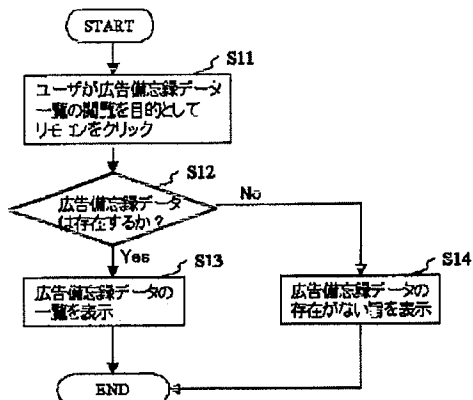 START
S11
ユーザが広告備忘録データ
一覧の閲覧を目的として
リモコンをクリック
S12
広告備忘録データ
は存在するか？
No
Yes
S13
広告備忘録データの
一覧を表示
S14
広告備忘録データの
存在がない旨を表示
END